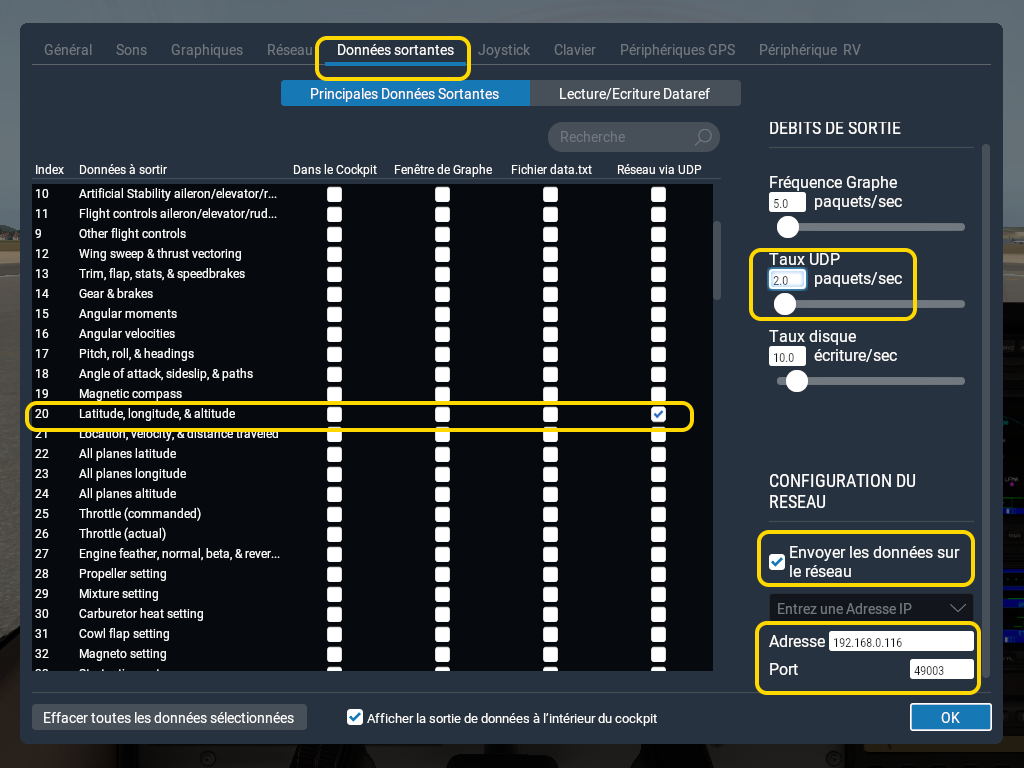 Général Sons Graphiques Réseau Données sortantes Joystick Clavier Périphériques GPS Périphérique RV
Principales Données Sortantes Lecture/Ecriture Dataref
Recherche
Index Données à sortir Dans le Cockpit Fenêtre de Graphe Fichier data.txt Réseau via UDP
10 Artificial Stability aileron/elevator/r...
11 Flight controls aileron/elevator/rud...
9 Other flight controls
12 Wing sweep & thrust vectoring
13 Trim, flap, stats, & speedbrakes
14 Gear & brakes
15 Angular moments
16 Angular velocities
17 Pitch, roll, & headings
18 Angle of attack, sideslip, & paths
19 Magnetic compass
20 Latitude, longitude, & altitude
21 Location, velocity, & distance traveled
22 All planes latitude
23 All planes longitude
24 All planes altitude
25 Throttle (commanded)
26 Throttle (actual)
27 Engine feather, normal, beta, & rever...
28 Propeller setting
29 Mixture setting
30 Carburetor heat setting
31 Cowl flap setting
32 Magneto setting
DEBITS DE SORTIE
Fréquence Graphe
5.0 paquets/sec
Taux UDP
2.0 paquets/sec
Taux disque
10.0 écriture/sec
CONFIGURATION DU
RESEAU
Envoyer les données sur
le réseau
Entrez une Adresse IP
Adresse 192.168.0.116
Port 49003
Effacer toutes les données sélectionnées Afficher la sortie de données à l'intérieur du cockpit OK